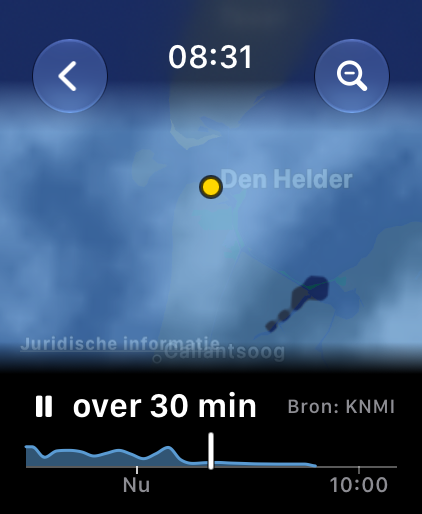 08:31
Den Helder
Juridische informatie
Callantsoog
over 30 min
Bron: KNMI
Nu
10:00